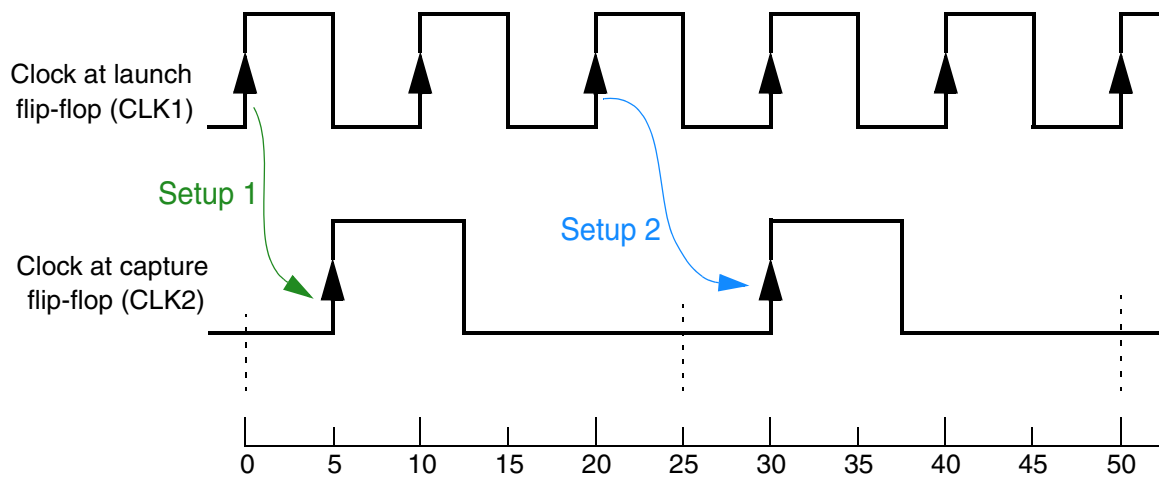 Clock at launch
flip-flop (CLK1)
Setup 1
Setup 2
Clock at capture
flip-flop (CLK2)
0 5 10 15 20 25 30 35 40 45 50